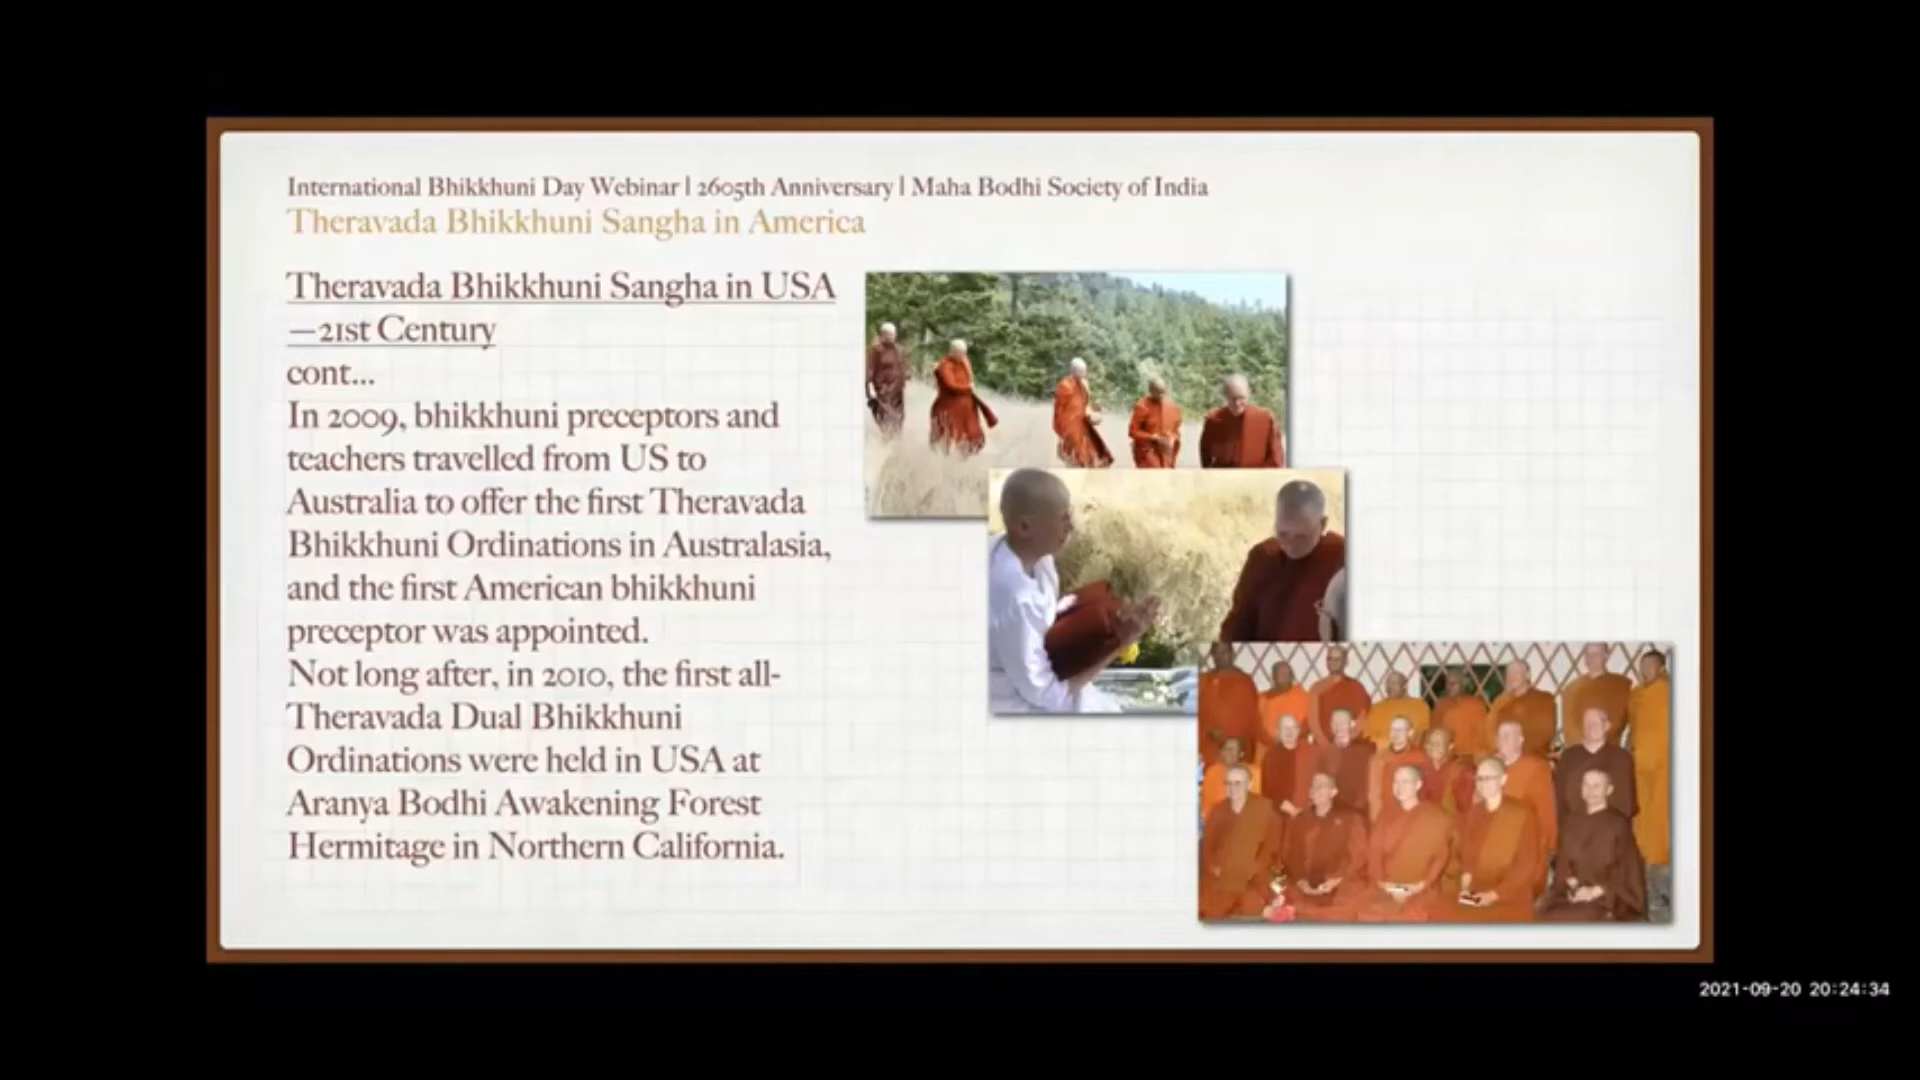 International Bhikkhuni Day Webinar | 2605th Anniversary | Maha Bodhi Society of India
Theravada Bhikkhuni Sangha in America
Theravada Bhikkhuni Sangha in USA
—21st Century
cont...
In 2009, bhikkhuni preceptors and
teachers travelled from US to
Australia to offer the first Theravada
Bhikkhuni Ordinations in Australasia,
and the first American bhikkhuni
preceptor was appointed.
Not long after, in 2010, the first all-
Theravada Dual Bhikkhuni
Ordinations were held in USA at
Aranya Bodhi Awakening Forest
Hermitage in Northern California.
2021-09-20 20:24:34